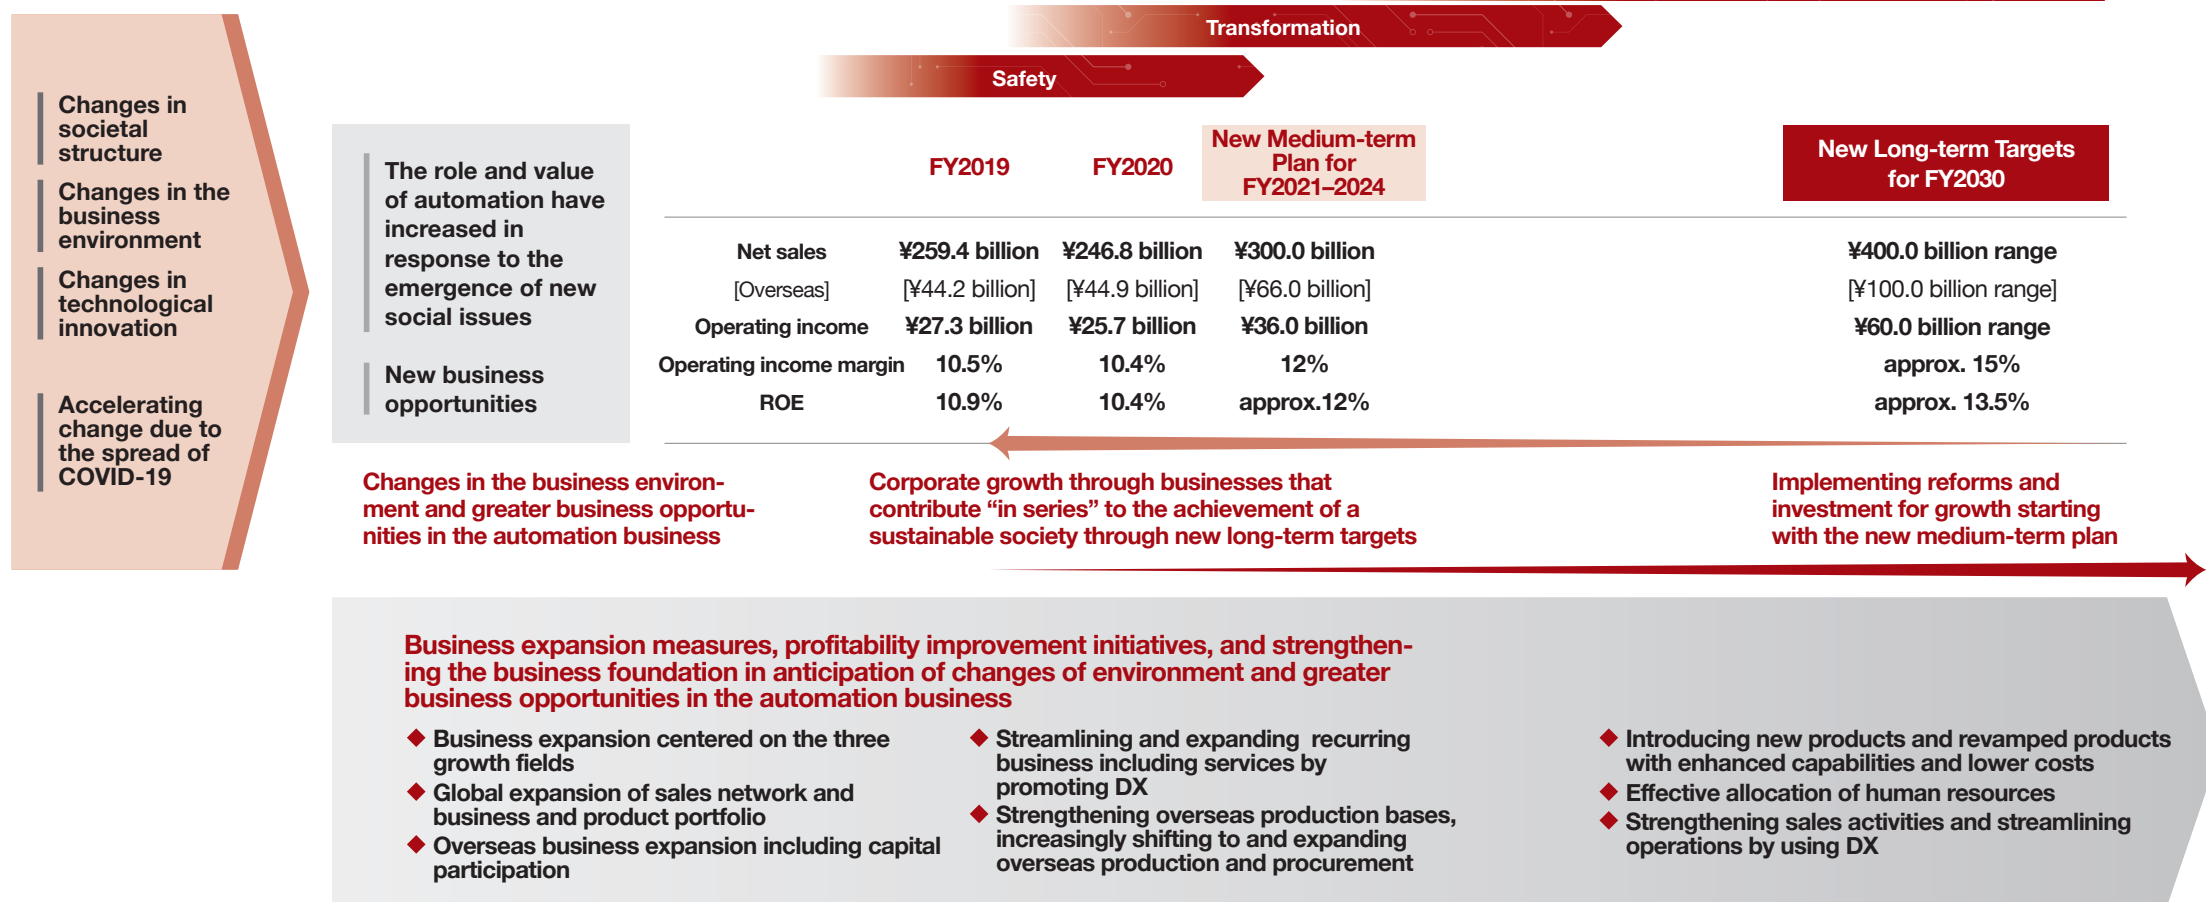 Transformation
Safety
Changes in
societal
structure
Changes in the
business
environment
Changes in
technological
innovation
Accelerating
change due to
the spread of
COVID-19
The role and value
of automation have
increased in
response to the
emergence of new
social issues
New business
opportunities
FY2019 FY2020 New Medium-term
Plan for
FY2021–2024
New Long-term Targets
for FY2030
Net sales ¥259.4 billion ¥246.8 billion ¥300.0 billion ¥400.0 billion range
[Overseas] [¥44.2 billion] [¥44.9 billion] [¥66.0 billion] [¥100.0 billion range]
Operating income ¥27.3 billion ¥25.7 billion ¥36.0 billion ¥60.0 billion range
Operating income margin 10.5% 10.4% 12% approx. 15%
ROE 10.9% 10.4% approx.12% approx. 13.5%
Changes in the business environ-
ment and greater business opportu-
nities in the automation business
Corporate growth through businesses that
contribute “in series” to the achievement of a
sustainable society through new long-term targets
Implementing reforms and
investment for growth starting
with the new medium-term plan
Business expansion measures, profitability improvement initiatives, and strengthen-
ing the business foundation in anticipation of changes of environment and greater
business opportunities in the automation business
◆ Business expansion centered on the three
growth fields
◆ Global expansion of sales network and
business and product portfolio
◆ Overseas business expansion including capital
participation
◆ Streamlining and expanding recurring
business including services by
promoting DX
◆ Strengthening overseas production bases,
increasingly shifting to and expanding
overseas production and procurement
◆ Introducing new products and revamped products
with enhanced capabilities and lower costs
◆ Effective allocation of human resources
◆ Strengthening sales activities and streamlining
operations by using DX